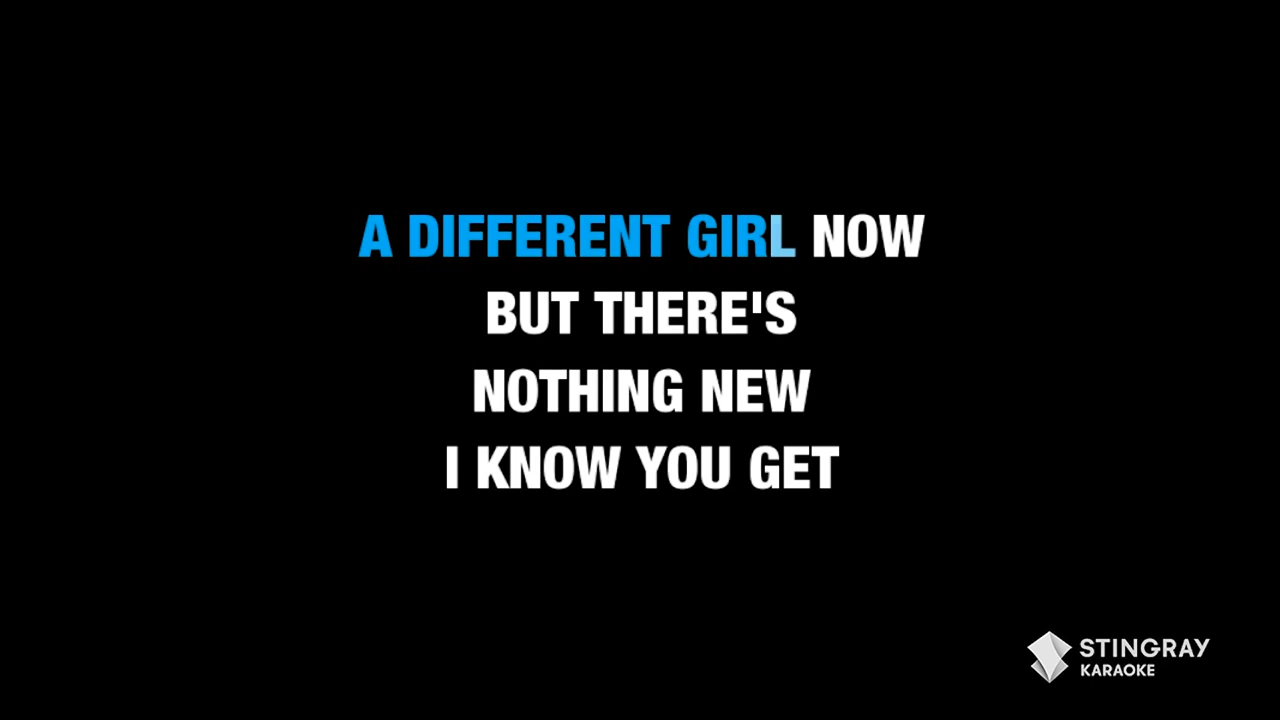 A DIFFERENT GIRL NOW
BUT THERE'S
NOTHING NEW
I KNOW YOU GET
STINGRAY
KARAOKE